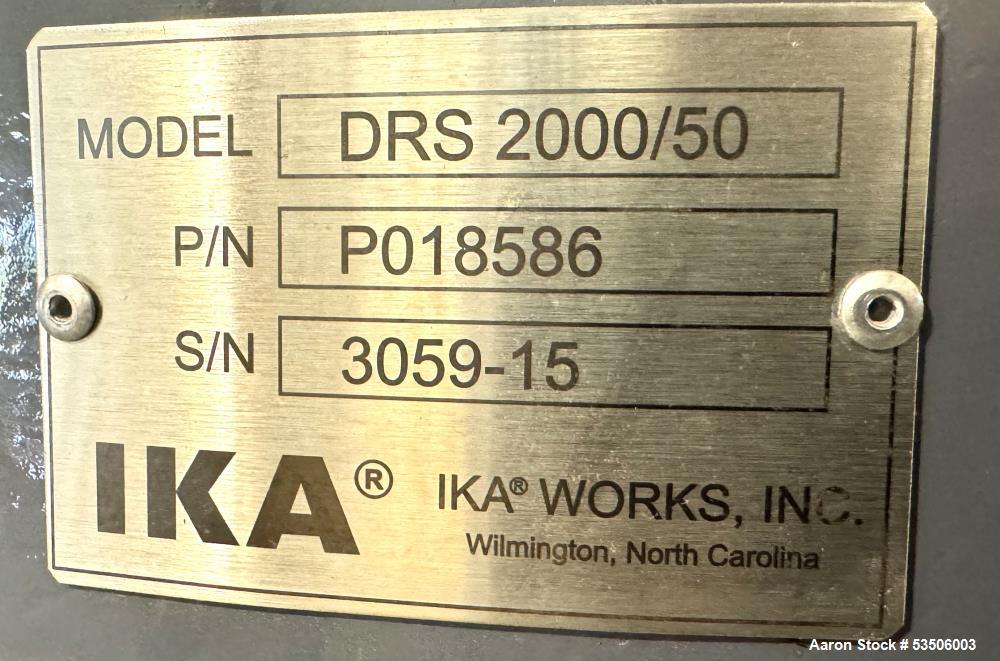 MODEL DRS 2000/50
P/N P018586
S/N 3059-15
IKA® IKA® WORKS, INC.
Wilmington, North Carolina
Aaron Stock # 53506003